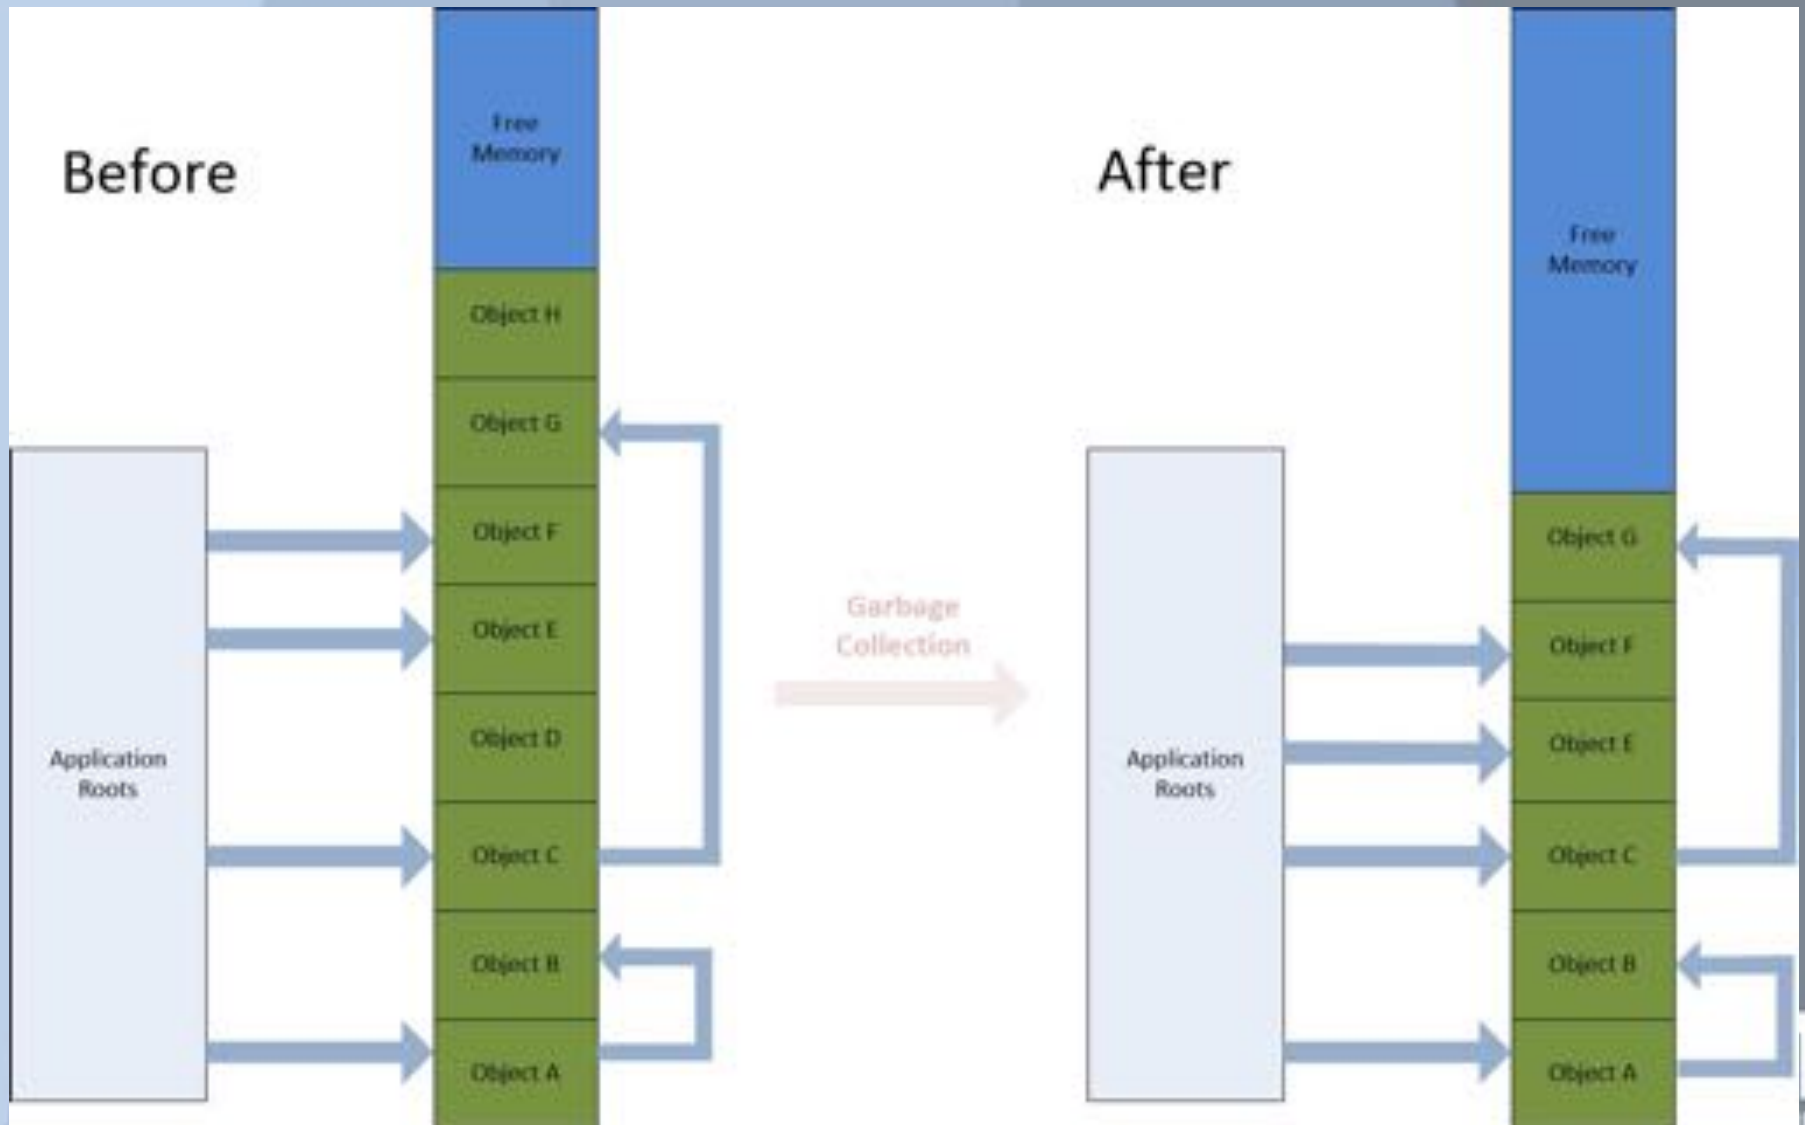 Before
Free
Memory
Object H
Object G
Object F
Object E
Object D
Object C
Object B
Object A
Application
Roots
Garbage
Collection
After
Free
Memory
Object G
Object F
Object E
Object C
Object B
Object A
Application
Roots